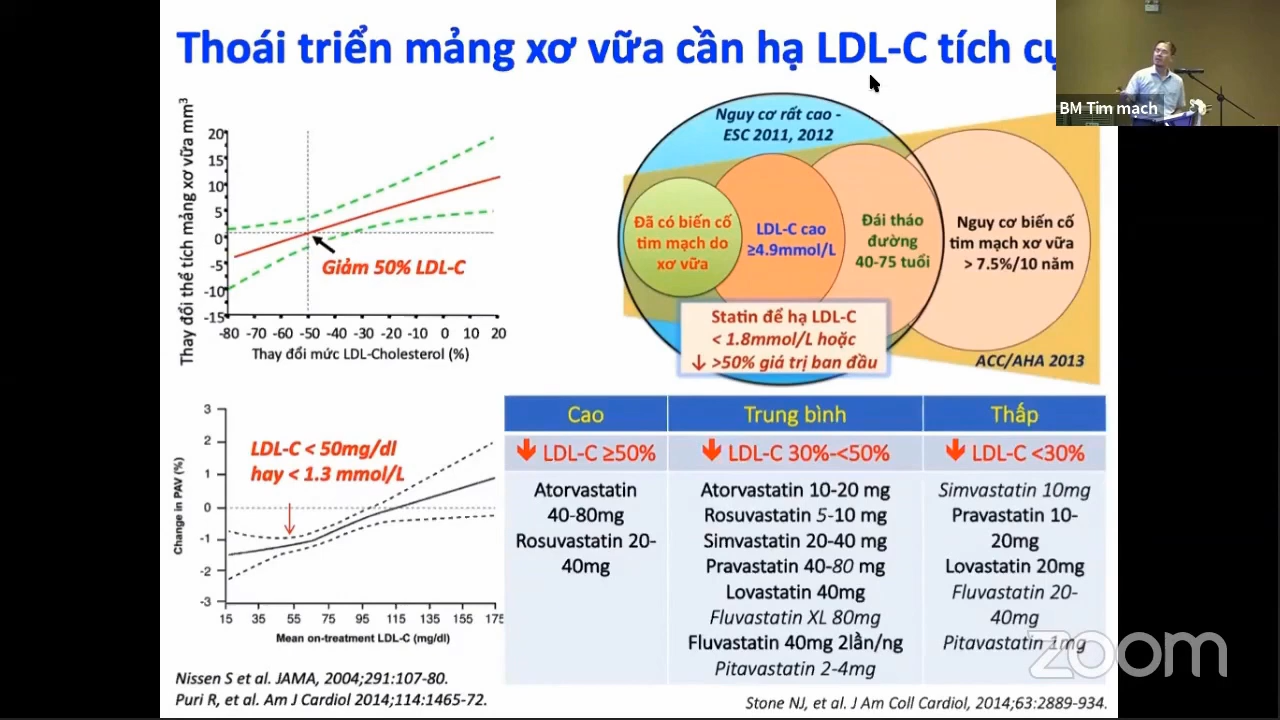 Thoái triển mảng xơ vữa cần hạ LDL-C tích
BM Tim mach
Thay đổi thể tích mảng xơ vữa mm³
20
15
10
5
0
-5
-10
-15
-80 -70 -60 -50 -40 -30 -20 -10 0 10 20
Thay đổi mức LDL-Cholesterol (%)
Giảm 50% LDL-C
Nguy cơ rất cao -
ESC 2011, 2012
Đã có biến cố
tim mạch do
xơ vữa
LDL-C cao
≥4.9mmol/L
Đái tháo
đường
40-75 tuổi
Nguy cơ biến cố
tim mạch xơ vữa
> 7.5%/10 năm
Statin để hạ LDL-C
< 1.8mmol/L hoặc
↓ >50% giá trị ban đầu
ACC/AHA 2013
Change in PAV (%)
3
2
1
0
-1
-2
-3
15 35 55 75 95 115 135 155 175
Mean on-treatment LDL-C (mg/dl)
LDL-C < 50mg/dl
hay < 1.3 mmol/L
Cao
Trung bình
Thấp
↓ LDL-C ≥50%
↓ LDL-C 30%-<50%
↓ LDL-C <30%
Atorvastatin
40-80mg
Rosuvastatin 20-
40mg
Atorvastatin 10-20 mg
Rosuvastatin 5-10 mg
Simvastatin 20-40 mg
Pravastatin 40-80 mg
Lovastatin 40mg
Fluvastatin XL 80mg
Fluvastatin 40mg 2lần/ng
Pitavastatin 2-4mg
Simvastatin 10mg
Pravastatin 10-
20mg
Lovastatin 20mg
Fluvastatin 20-
40mg
Pitavastatin 1mg
zoom
Nissen S et al. JAMA, 2004;291:107-80.
Puri R, et al. Am J Cardiol 2014;114:1465-72.
Stone NJ, et al. J Am Coll Cardiol, 2014;63:2889-934.